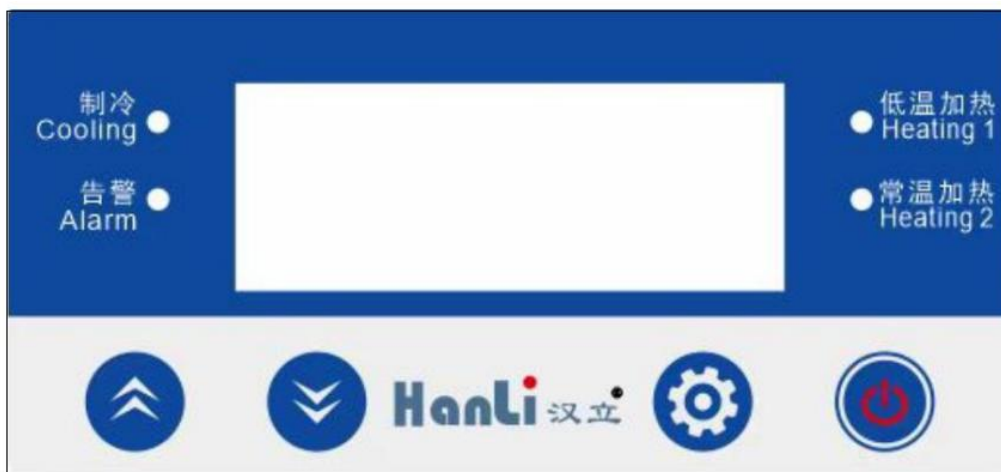 制冷
Cooling
告警
Alarm
低温加热
Heating 1
常温加热
Heating 2
HanLi 汉立